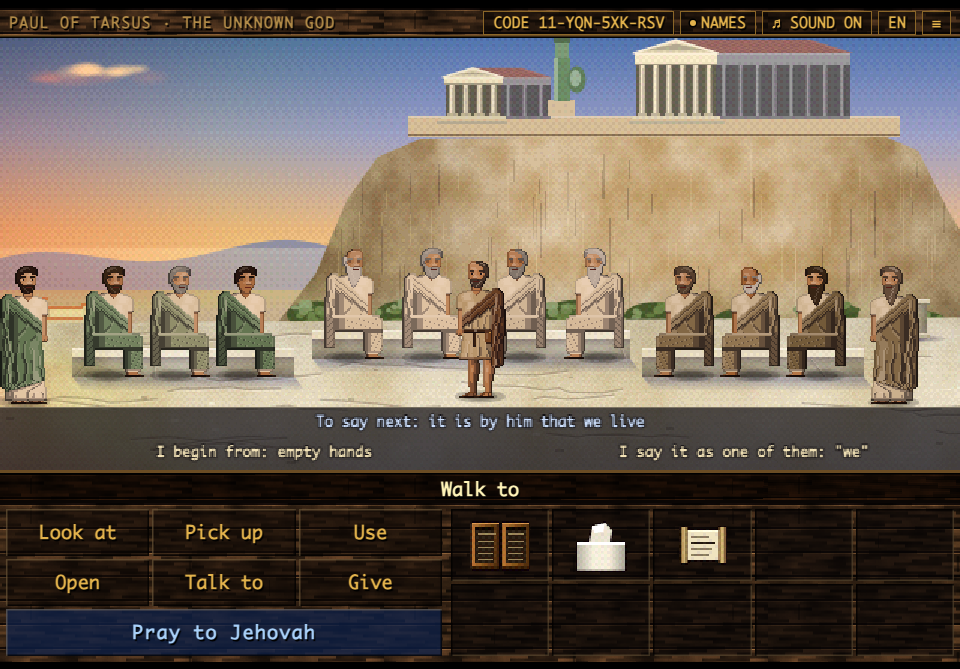 PAUL OF TARSUS · THE UNKNOWN GOD
CODE 11-YQN-5XK-RSV
• NAMES
♬ SOUND ON
EN
≡
To say next: it is by him that we live
I begin from: empty hands
I say it as one of them: "we"
Walk to
Look at
Pick up
Use
Open
Talk to
Give
Pray to Jehovah